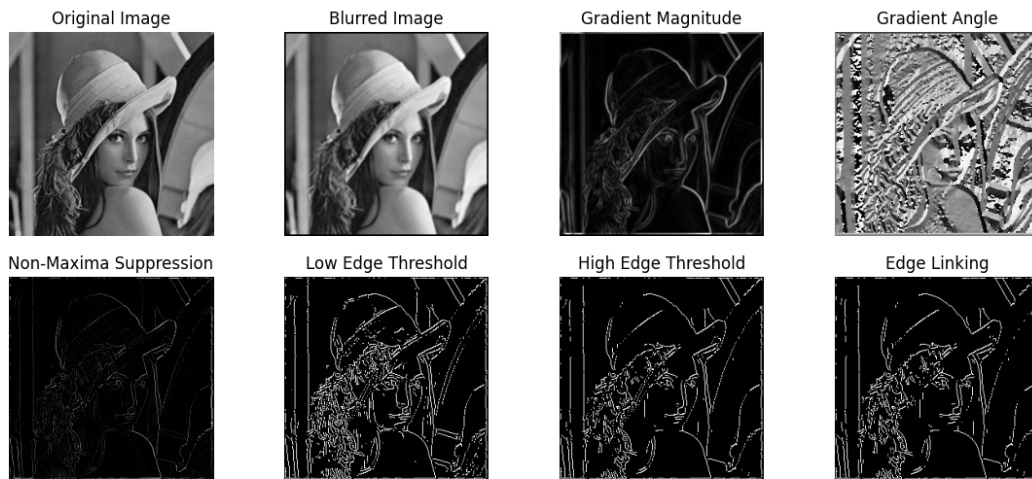 Original Image
Blurred Image
Gradient Magnitude
Gradient Angle
Non-Maxima Suppression
Low Edge Threshold
High Edge Threshold
Edge Linking